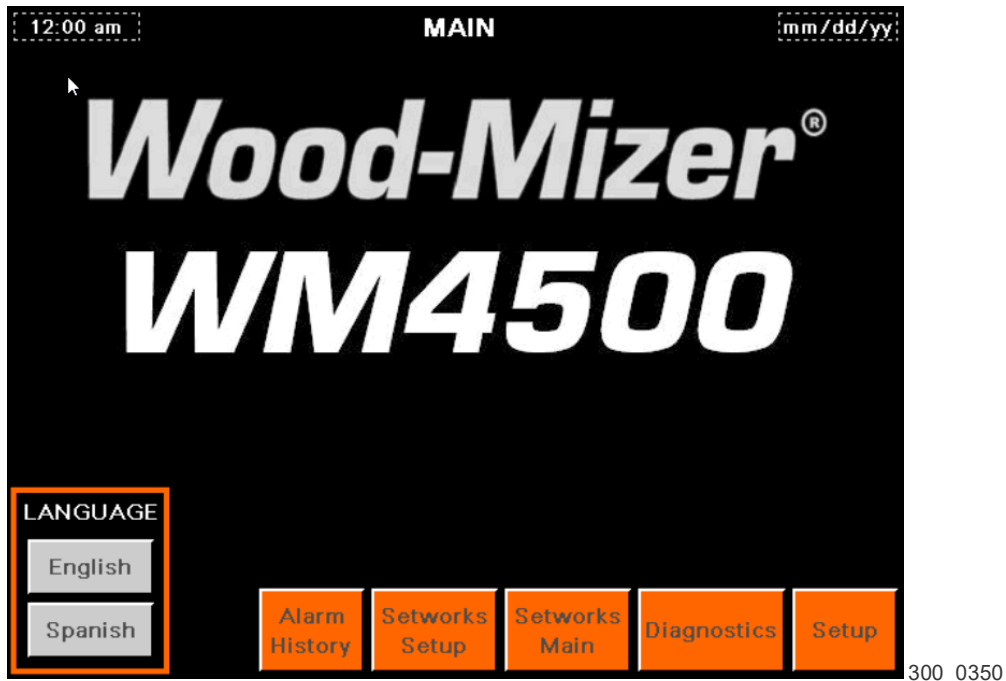 12:00 am MAIN mm/dd/yy
Wood-Mizer®
WM4500
LANGUAGE
English
Spanish
Alarm History
Setworks Setup
Setworks Main
Diagnostics
Setup
300 0350